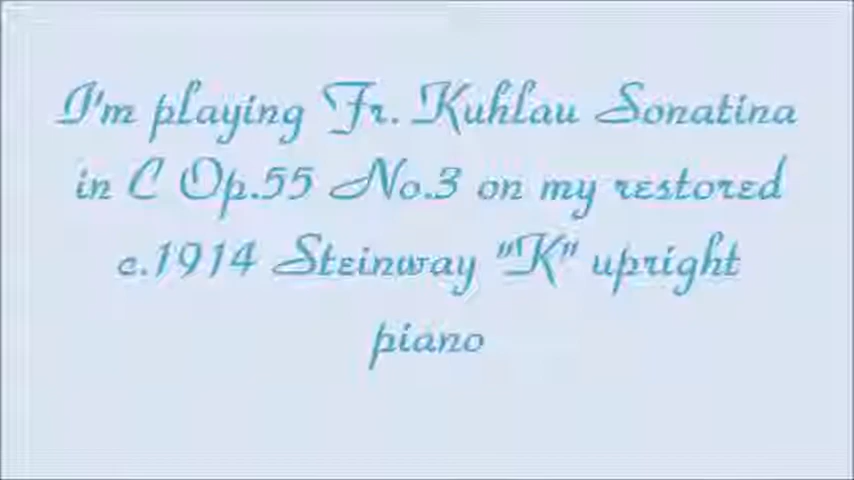 I'm playing Fr. Kuhlau Sonatina
in C Op.55 No.3 on my restored
c.1914 Steinway "K" upright
piano